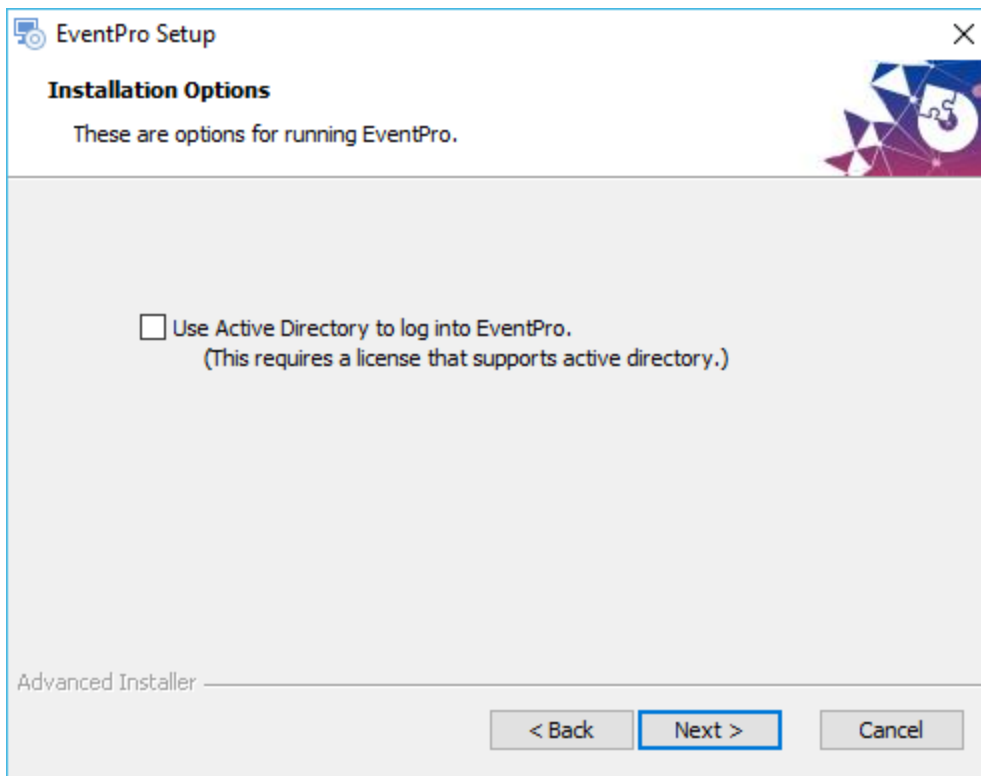 EventPro Setup
Installation Options
These are options for running EventPro.
Use Active Directory to log into EventPro.
(This requires a license that supports active directory.)
Advanced Installer
< Back
Next >
Cancel